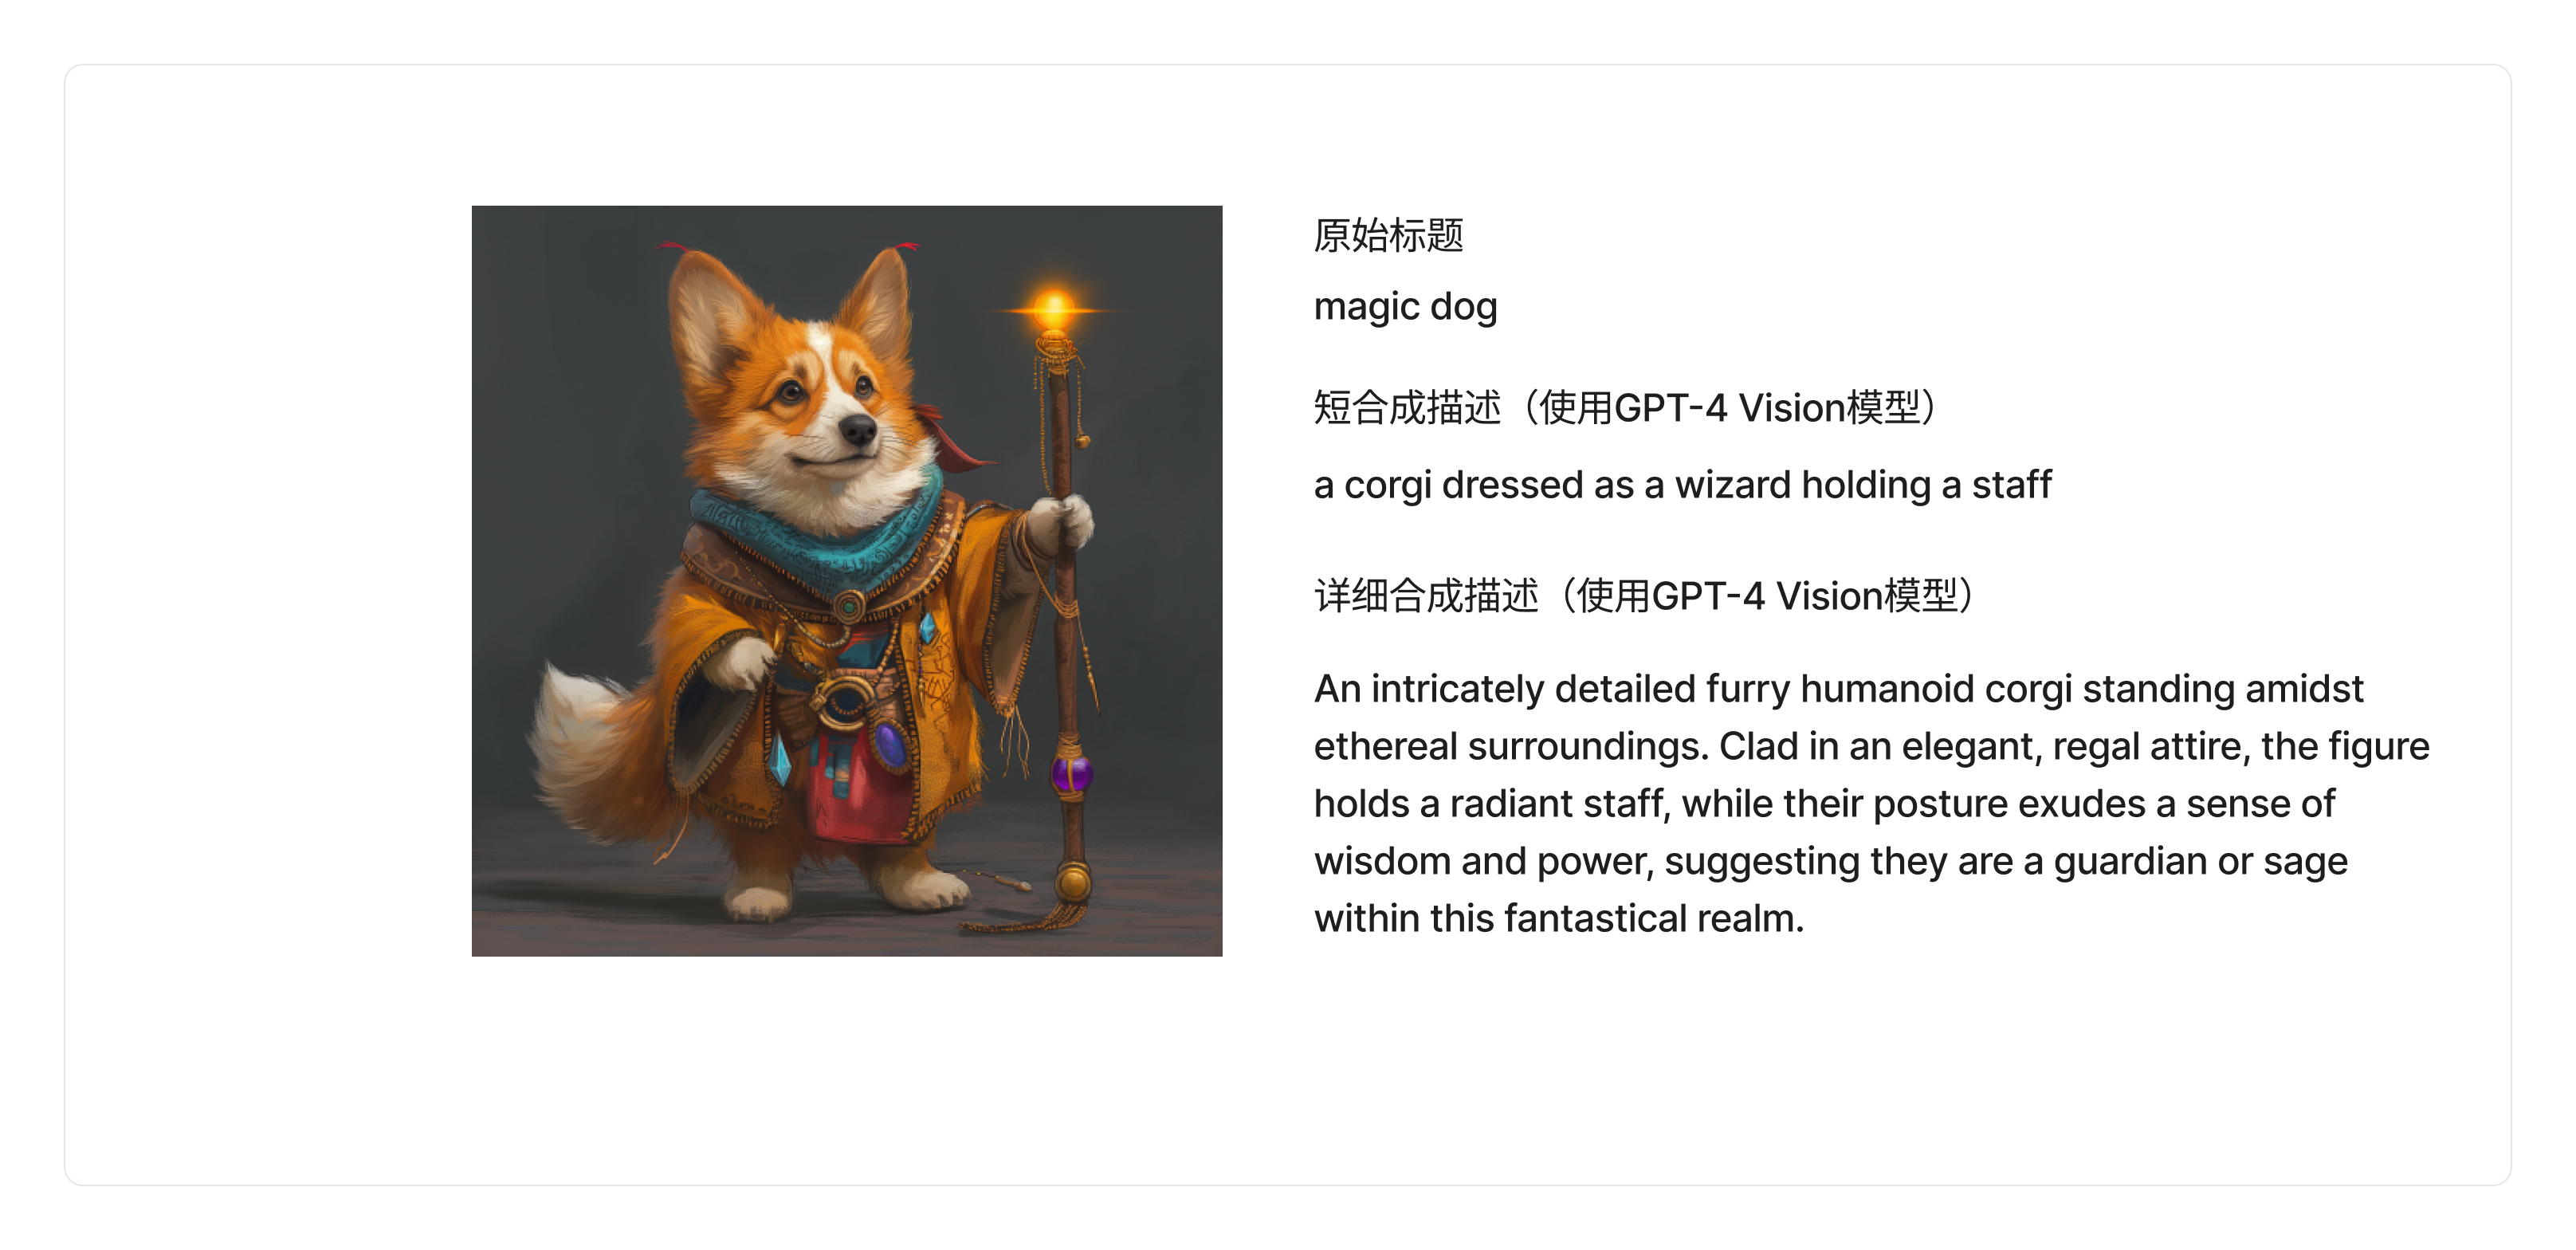 原始标题
magic dog
短合成描述（使用GPT-4 Vision模型）
a corgi dressed as a wizard holding a staff
详细合成描述（使用GPT-4 Vision模型）
An intricately detailed furry humanoid corgi standing amidst
ethereal surroundings. Clad in an elegant, regal attire, the figure
holds a radiant staff, while their posture exudes a sense of
wisdom and power, suggesting they are a guardian or sage
within this fantastical realm.